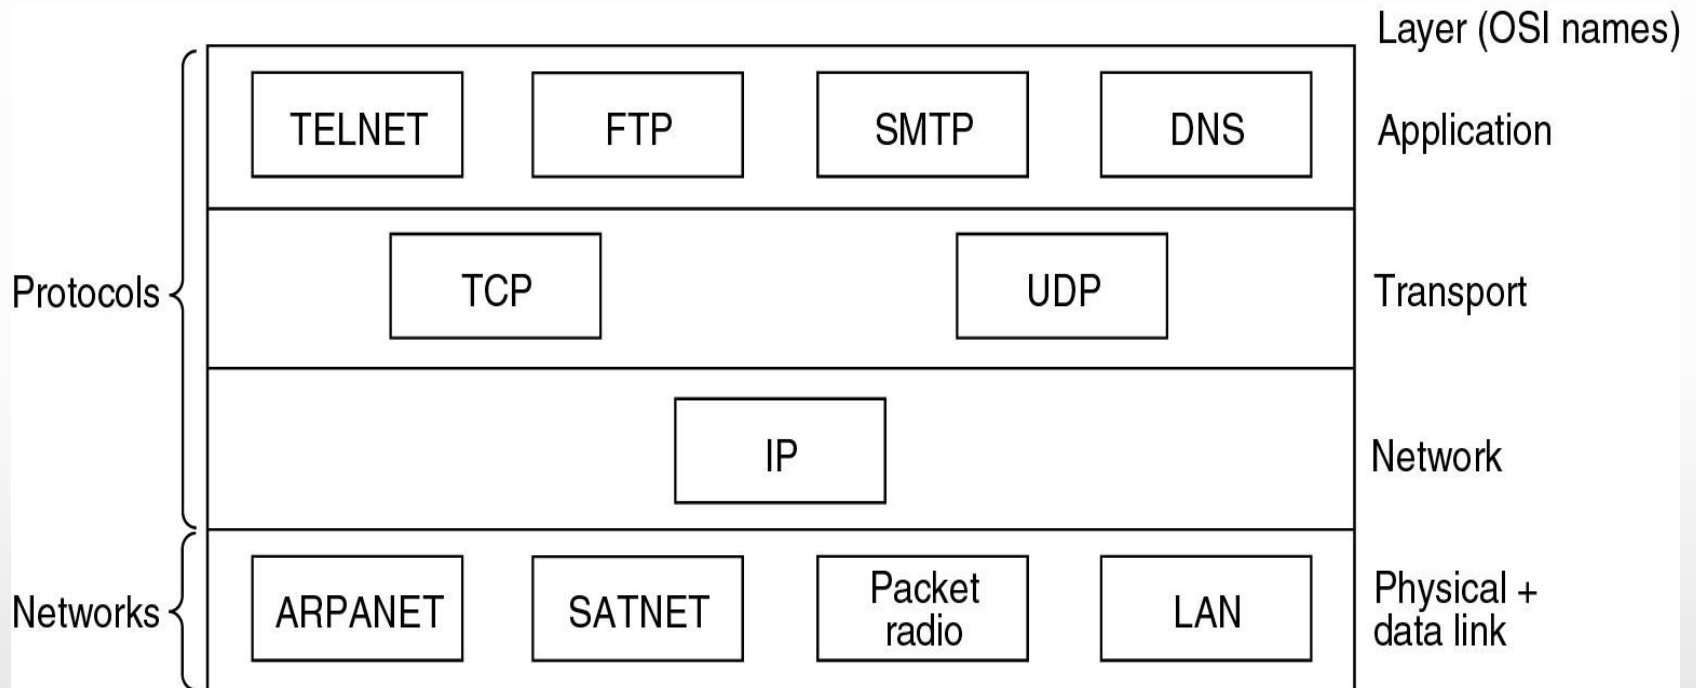 Layer (OSI names)
TELNET FTP SMTP DNS Application
Protocols TCP UDP Transport
IP Network
Networks ARPANET SATNET Packet radio LAN Physical +
data link